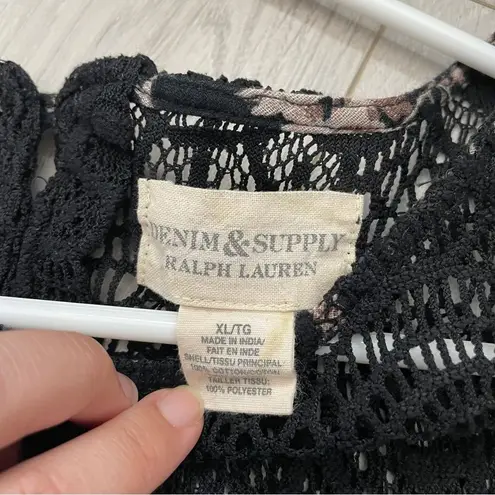 DENIM & SUPPLY
RALPH LAUREN
XL/TG
MADE IN INDIA/
FAIT EN INDE
SHELL/TISSU PRINCIPAL
100% COTTON/COTON
TAILLER TISSU:
100% POLYESTER